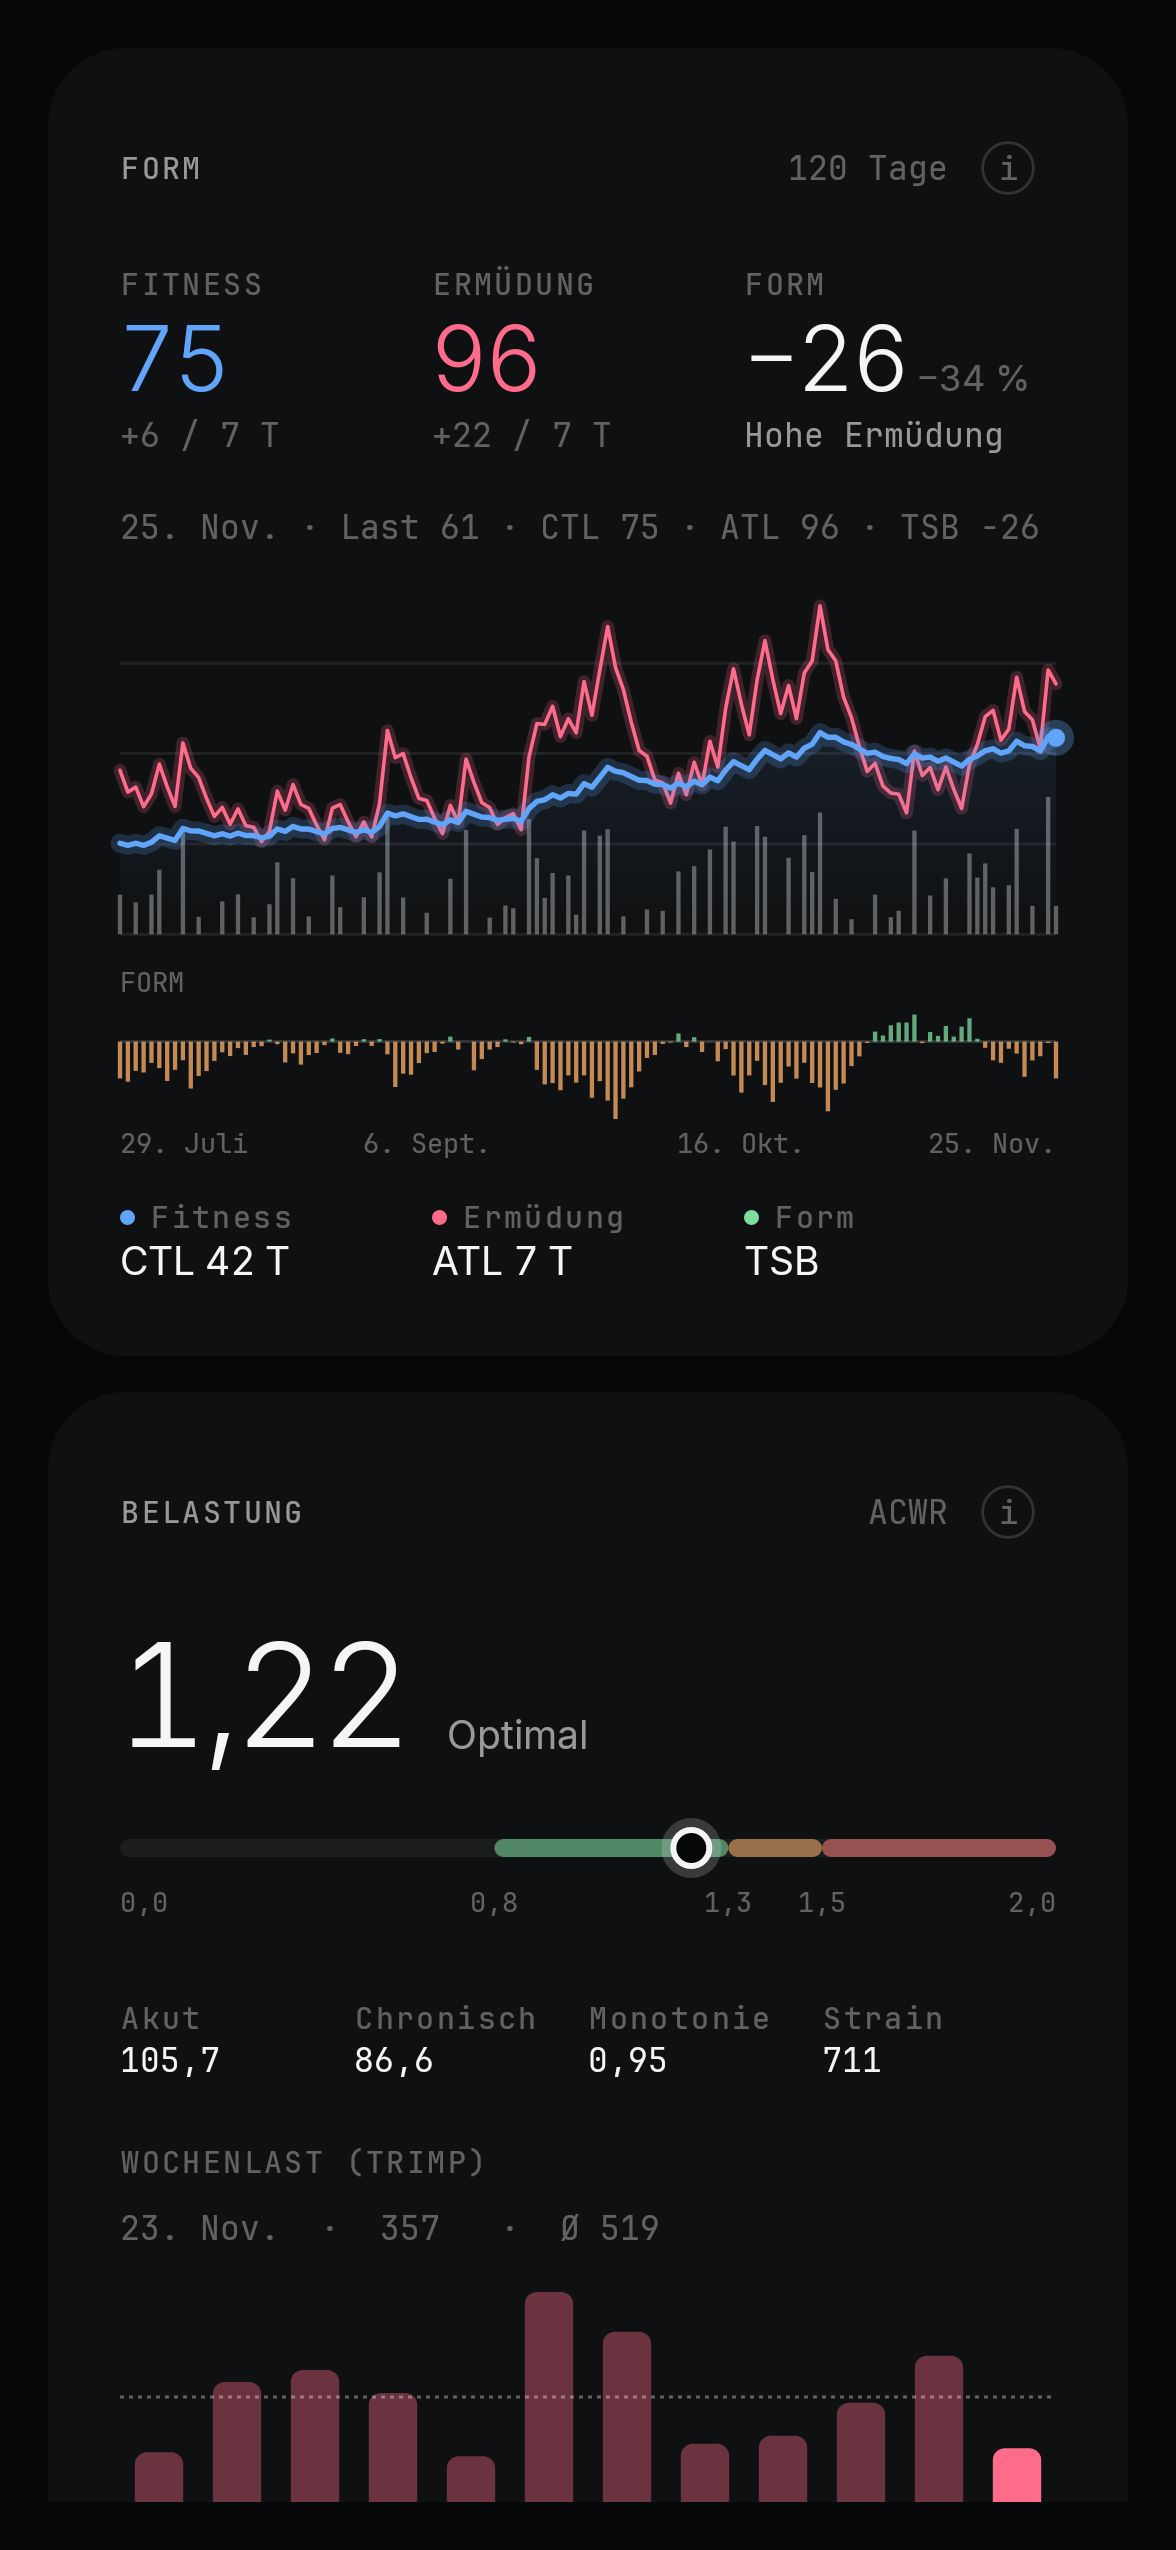 FORM 120 Tage i
FITNESS ERMÜDUNG FORM
75 96 −26 −34 %
+6 / 7 T +22 / 7 T Hohe Ermüdung
25. Nov. · Last 61 · CTL 75 · ATL 96 · TSB -26
FORM
29. Juli 6. Sept. 16. Okt. 25. Nov.
Fitness Ermüdung Form
CTL 42 T ATL 7 T TSB
BELASTUNG ACWR i
1,22 Optimal
0,0 0,8 1,3 1,5 2,0
Akut Chronisch Monotonie Strain
105,7 86,6 0,95 711
WOCHENLAST (TRIMP)
23. Nov. · 357 · Ø 519